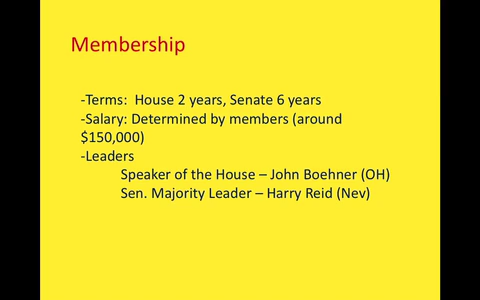 Membership
-Terms:  House 2 years, Senate 6 years
-Salary: Determined by members (around
$150,000)
-Leaders
Speaker of the House – John Boehner (OH)
Sen. Majority Leader – Harry Reid (Nev)